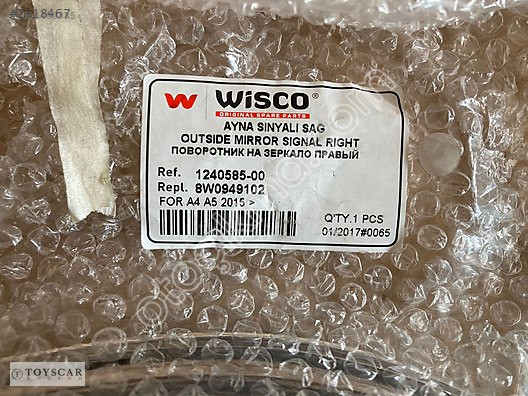 WISCO®
ORIGINAL SPARE PARTS
AYNA SINYALI SAG
OUTSIDE MIRROR SIGNAL RIGHT
ПОВОРОТНИК НА ЗЕРКАЛО ПРАВЫЙ
Ref. 1240585-00
Repl. 8W0949102
FOR A4 A5 2015 >
Q'TY.1 PCS
01/2017#0065
TOYSCAR